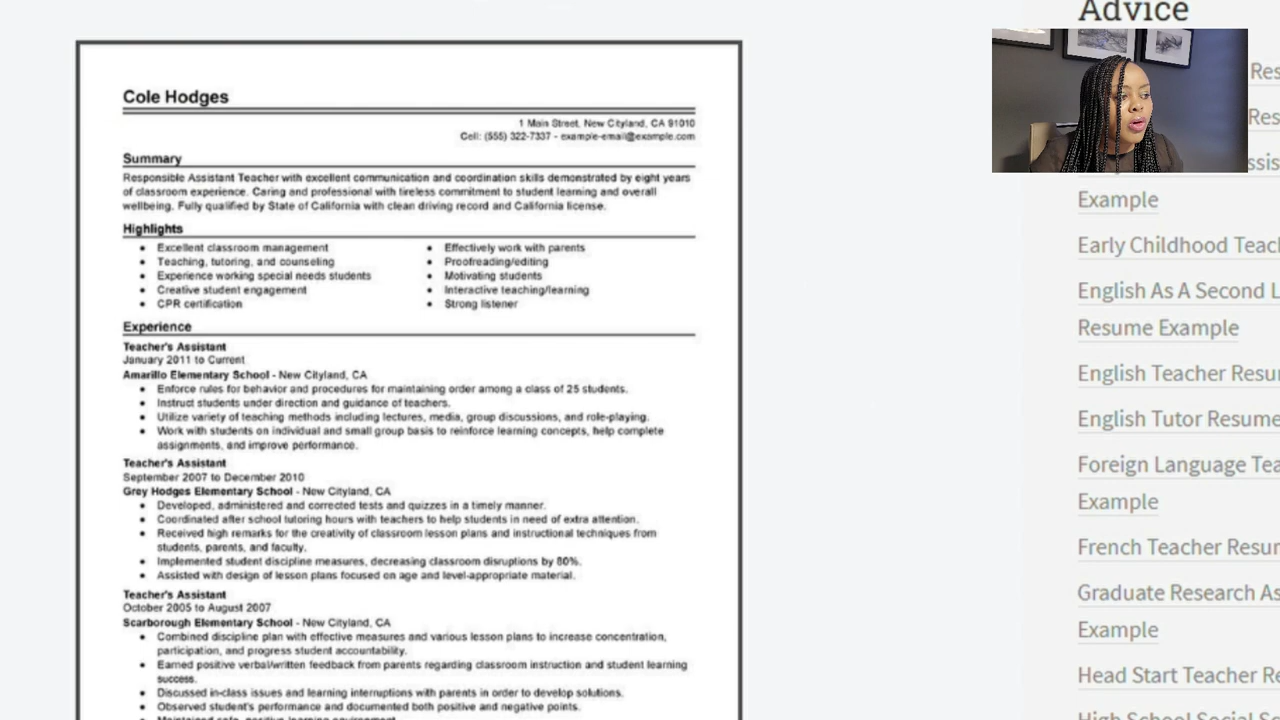 Cole Hodges
1 Main Street, New Cityland, CA 91010
Cell: (555) 322-7337 - example-email@example.com
Summary
Responsible Assistant Teacher with excellent communication and coordination skills demonstrated by eight years
of classroom experience. Caring and professional with tireless commitment to student learning and overall
wellbeing. Fully qualified by State of California with clean driving record and California license.
Highlights
• Excellent classroom management
• Teaching, tutoring, and counseling
• Experience working special needs students
• Creative student engagement
• CPR certification
• Effectively work with parents
• Proofreading/editing
• Motivating students
• Interactive teaching/learning
• Strong listener
Experience
Teacher's Assistant
January 2011 to Current
Amarillo Elementary School - New Cityland, CA
• Enforce rules for behavior and procedures for maintaining order among a class of 25 students.
• Instruct students under direction and guidance of teachers.
• Utilize variety of teaching methods including lectures, media, group discussions, and role-playing.
• Work with students on individual and small group basis to reinforce learning concepts, help complete
assignments, and improve performance.
Teacher's Assistant
September 2007 to December 2010
Grey Hodges Elementary School - New Cityland, CA
• Developed, administered and corrected tests and quizzes in a timely manner.
• Coordinated after school tutoring hours with teachers to help students in need of extra attention.
• Received high remarks for the creativity of classroom lesson plans and instructional techniques from
students, parents, and faculty.
• Implemented student discipline measures, decreasing classroom disruptions by 80%.
• Assisted with design of lesson plans focused on age and level-appropriate material.
Teacher's Assistant
October 2005 to August 2007
Scarborough Elementary School - New Cityland, CA
• Combined discipline plan with effective measures and various lesson plans to increase concentration,
participation, and progress student accountability.
• Earned positive verbal/written feedback from parents regarding classroom instruction and student learning
success.
• Discussed in-class issues and learning interruptions with parents in order to develop solutions.
• Observed student's performance and documented both positive and negative points.
• Maintained safe, positive learning environment
Advice
Res
Res
ssis
Example
Early Childhood Teach
English As A Second L
Resume Example
English Teacher Resum
English Tutor Resume
Foreign Language Tea
Example
French Teacher Resum
Graduate Research As
Example
Head Start Teacher Re
High School Social Sc